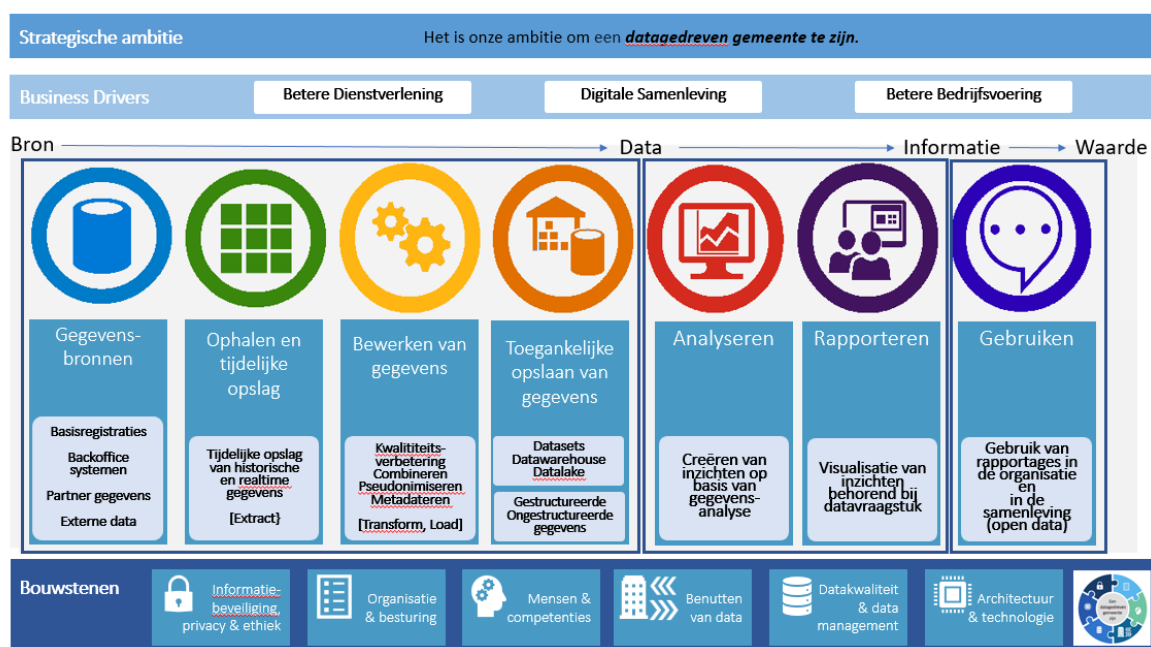 Strategische ambitie
Het is onze ambitie om een datagedreven gemeente te zijn.
Business Drivers
Betere Dienstverlening
Digitale Samenleving
Betere Bedrijfsvoering
Bron
Data
Informatie
Waarde
Gegevens-
bronnen
Basisregistraties
Backoffice
systemen
Partner gegevens
Externe data
Ophalen en
tijdelijke
opslag
Tijdelijke opslag
van historische
en realtime
gegevens
[Extract}
Bewerken van
gegevens
Kwalititeits-
verbetering
Combineren
Pseudonimiseren
Metadateren
[Transform, Load]
Toegankelijke
opslaan van
gegevens
Datasets
Datawarehouse
Datalake
Gestructureerde
Ongestructureerde
gegevens
Analyseren
Creëren van
inzichten op
basis van
gegevens-
analyse
Rapporteren
Visualisatie van
inzichten
behorend bij
datavraagstuk
Gebruiken
Gebruik van
rapportages in
de organisatie
en
in de
samenleving
(open data)
Bouwstenen
Informatie-
beveiliging,
privacy & ethiek
Organisatie
& besturing
Mensen &
competenties
Benutten
van data
Datakwaliteit
& data
management
Architectuur
& technologie
Een
datagedreven
gemeente
zijn